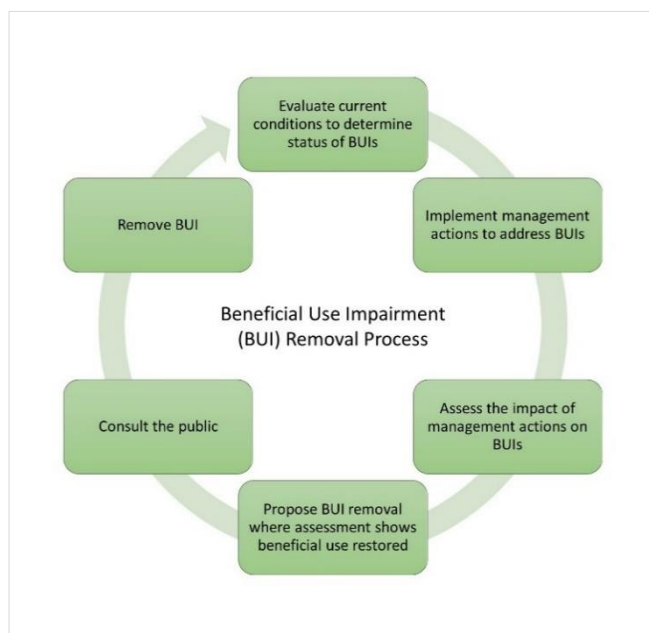 Evaluate current
conditions to determine
status of BUIs
Implement management
actions to address BUIs
Assess the impact of
management actions on
BUIs
Propose BUI removal
where assessment shows
beneficial use restored
Consult the public
Remove BUI
Beneficial Use Impairment
(BUI) Removal Process